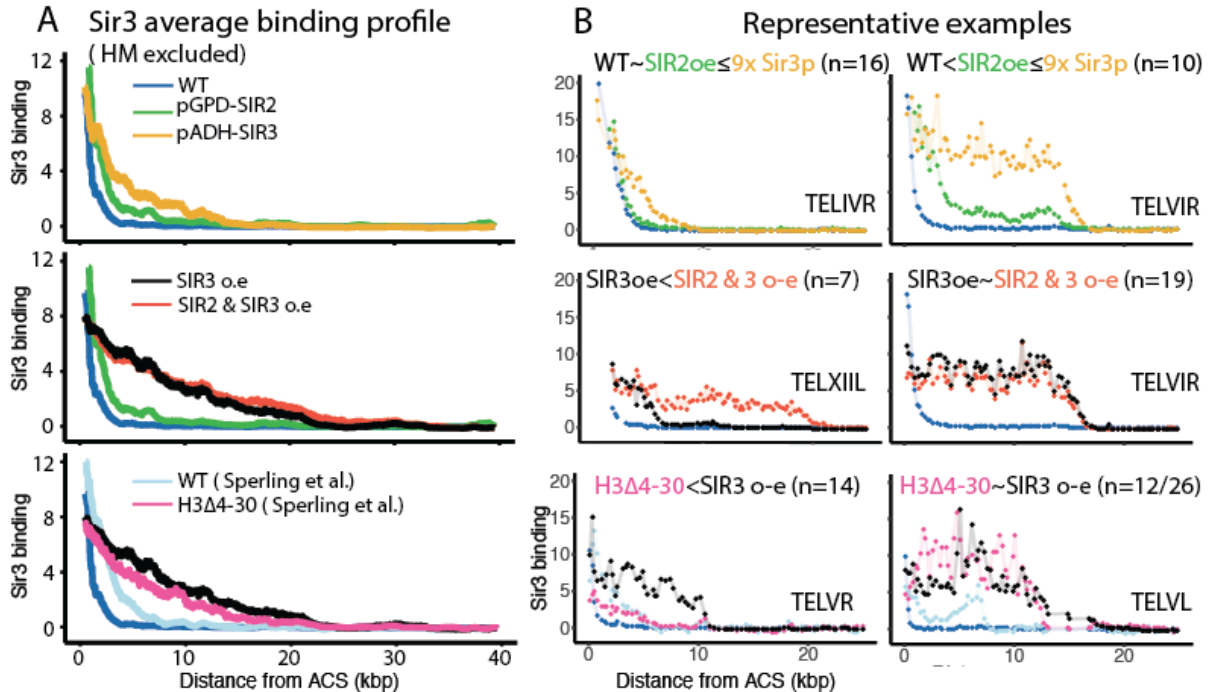 A Sir3 average binding profile
( HM excluded)
WT
pGPD-SIR2
pADH-SIR3
Sir3 binding
12
8
4
0
SIR3 o.e
SIR2 & SIR3 o.e
Sir3 binding
12
8
4
0
WT ( Sperling et al.)
H3Δ4-30 ( Sperling et al.)
Sir3 binding
12
8
4
0
0 10 20 30 40
Distance from ACS (kbp)
B Representative examples
WT~SIR2oe≤9x Sir3p (n=16)
20
15
10
5
0
TELIVR
WT<SIR2oe≤9x Sir3p (n=10)
TELVIR
SIR3oe<SIR2 & 3 o-e (n=7)
20
15
10
5
0
TELXIIL
SIR3oe~SIR2 & 3 o-e (n=19)
TELVIR
H3Δ4-30<SIR3 o-e (n=14)
Sir3 binding
20
15
10
5
0
TELVR
0 10 20
H3Δ4-30~SIR3 o-e (n=12/26)
TELVL
0 10 20
Distance from ACS (kbp)